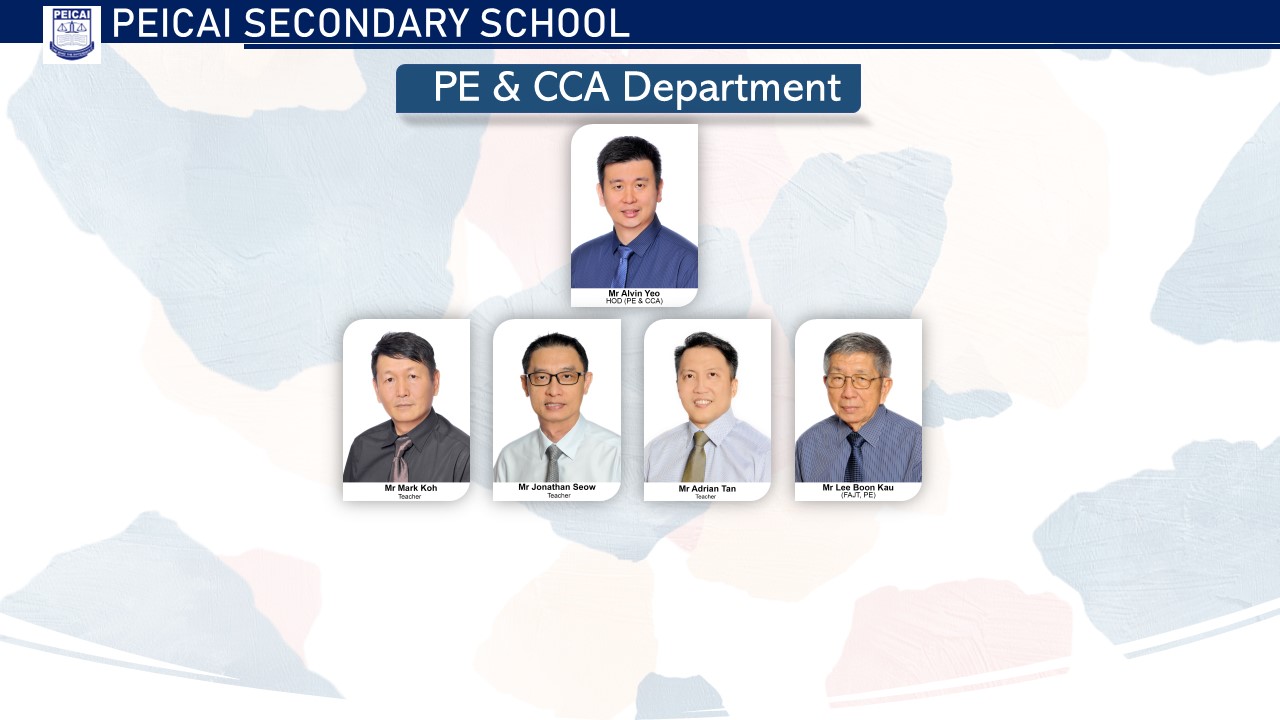 PEICAI
PEICAI SECONDARY SCHOOL
PE & CCA Department
Mr Alvin Yeo
HOD (PE & CCA)
Mr Mark Koh
Teacher
Mr Jonathan Seow
Teacher
Mr Adrian Tan
Teacher
Mr Lee Boon Kau
(FAJT, PE)